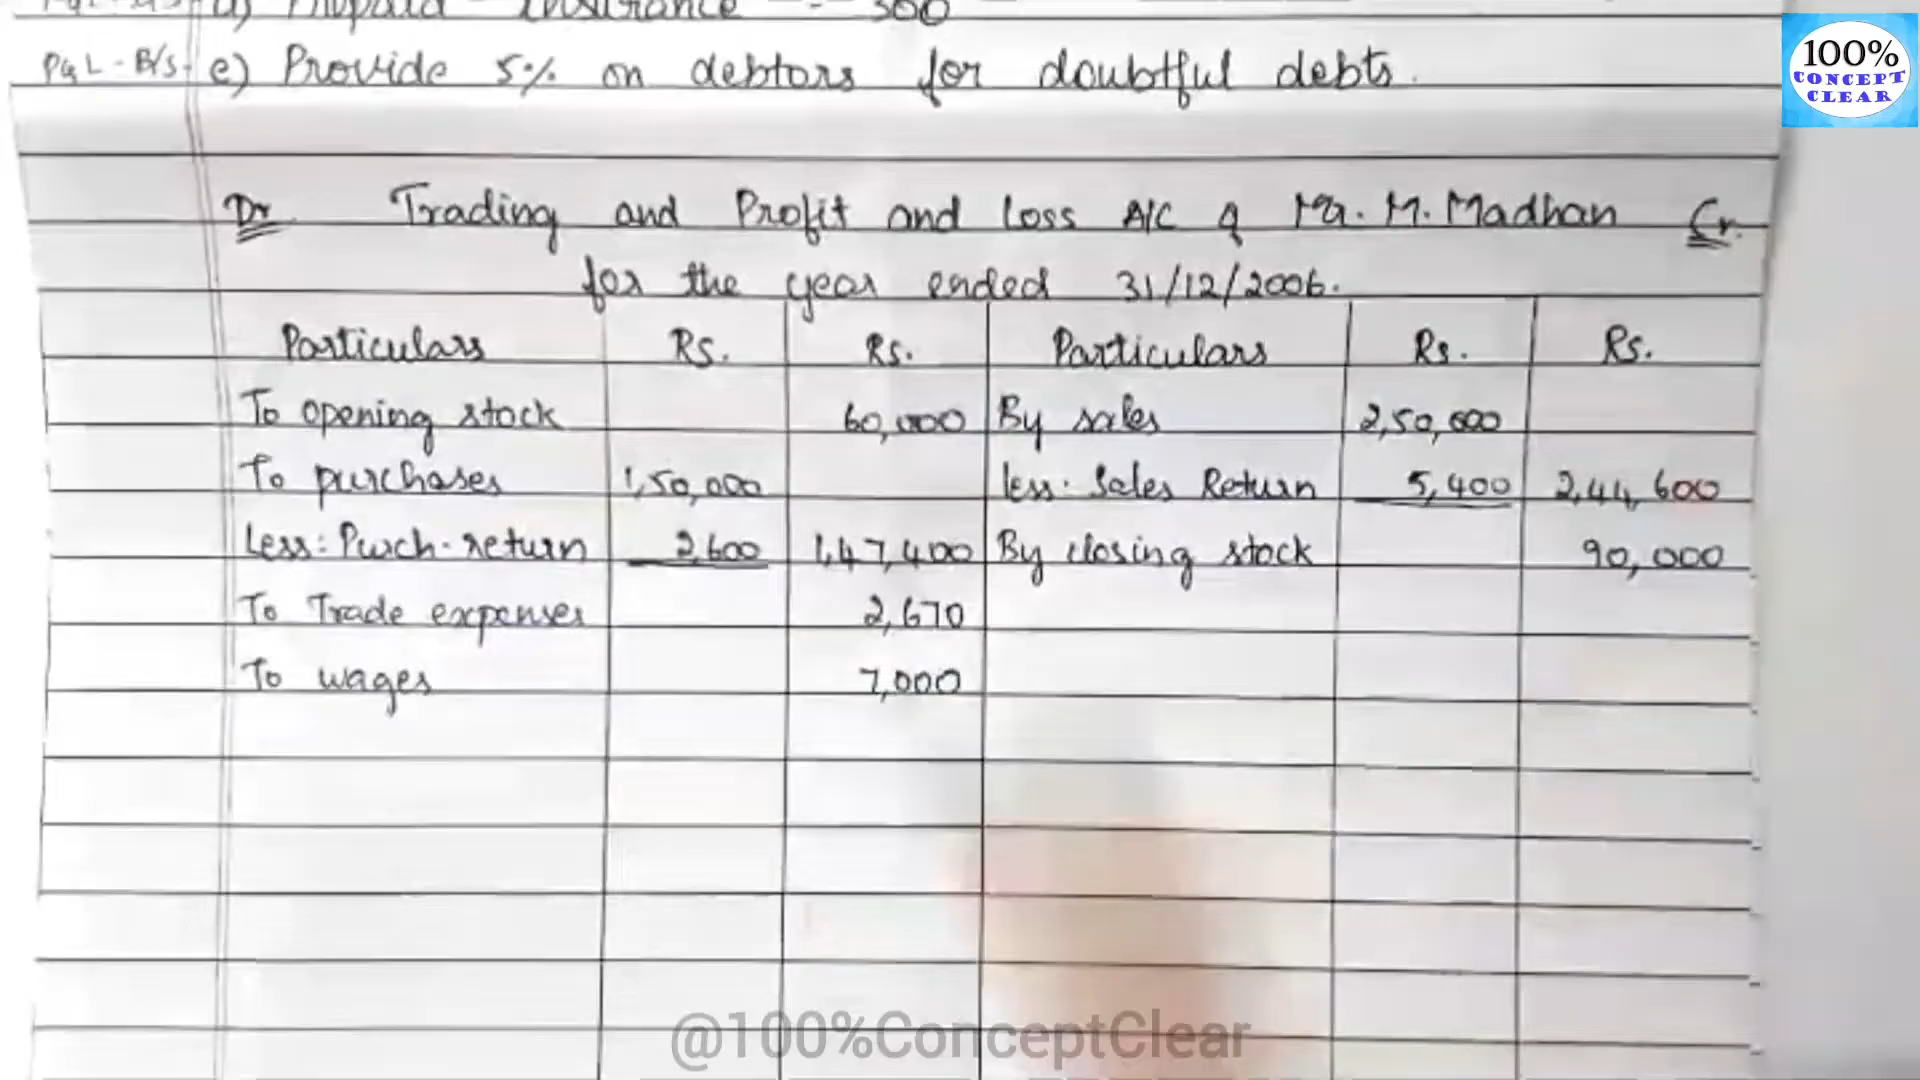 d) Prepaid Insurance - 300
P&L - B/S - e) Provide 5% on debtors for doubtful debts.
100%
CONCEPT
CLEAR
Dr Trading and Profit and Loss A/C of Mr. M. Madhan Cr.
for the year ended 31/12/2006.
Particulars Rs. Rs. Particulars Rs. Rs.
To opening stock 60,000 By sales 2,50,000
To purchases 1,50,000 less: Sales Return 5,400 2,44,600
Less: Purch. return 2,600 1,47,400 By closing stock 90,000
To Trade expenses 2,670
To wages 7,000
@100%ConceptClear